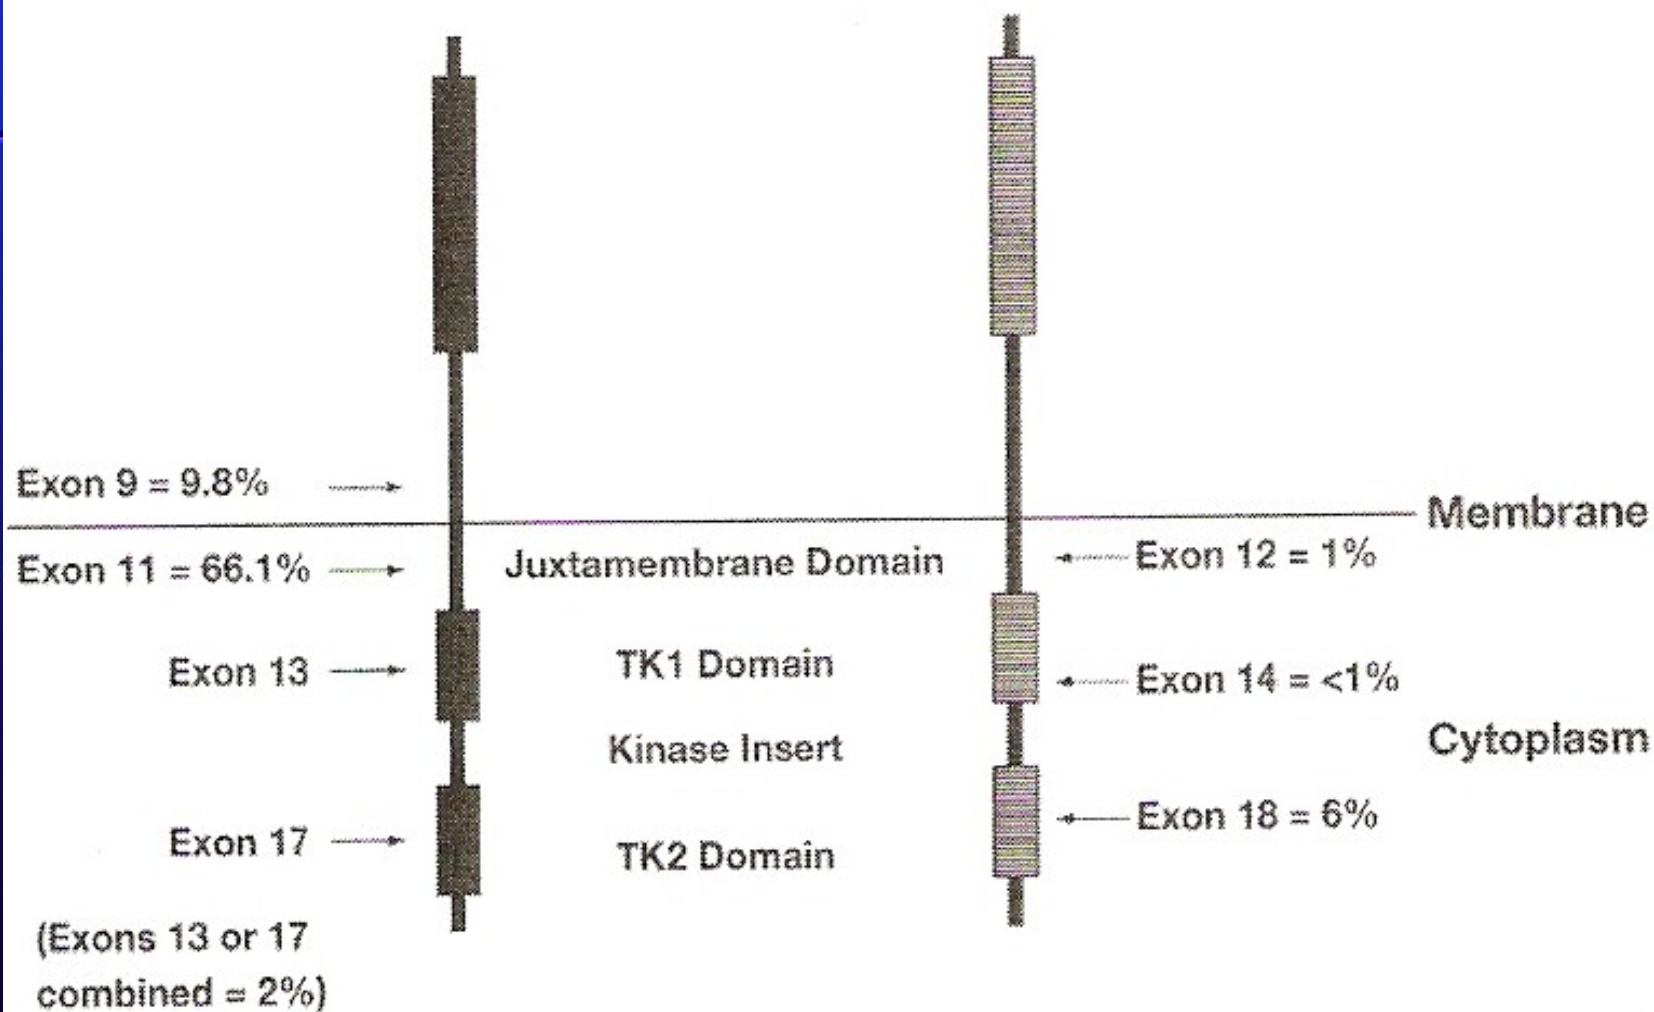 Exon 9 = 9.8%
Membrane
Exon 11 = 66.1%
Juxtamembrane Domain
Exon 12 = 1%
Exon 13
TK1 Domain
Exon 14 = <1%
Kinase Insert
Cytoplasm
Exon 17
TK2 Domain
Exon 18 = 6%
(Exons 13 or 17
combined = 2%)